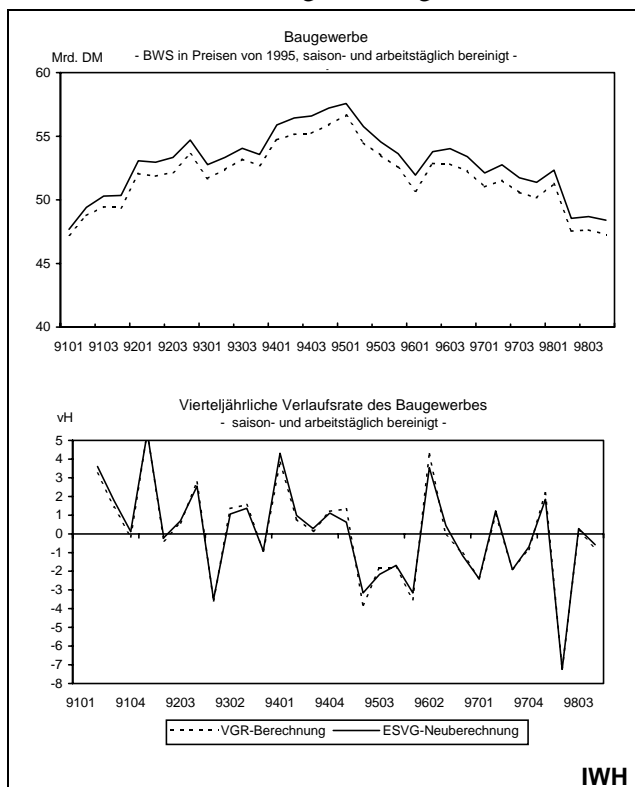 Baugewerbe
Mrd. DM
- BWS in Preisen von 1995, saison- und arbeitstäglich bereinigt -
60
55
50
45
40
9101 9103 9201 9203 9301 9303 9401 9403 9501 9503 9601 9603 9701 9703 9801 9803
Vierteljährliche Verlaufsrate des Baugewerbes
vH
- saison- und arbeitstäglich bereinigt -
5
4
3
2
1
0
-1
-2
-3
-4
-5
-6
-7
-8
9101 9104 9203 9302 9401 9404 9503 9602 9701 9704 9803
VGR-Berechnung ESVG-Neuberechnung
IWH